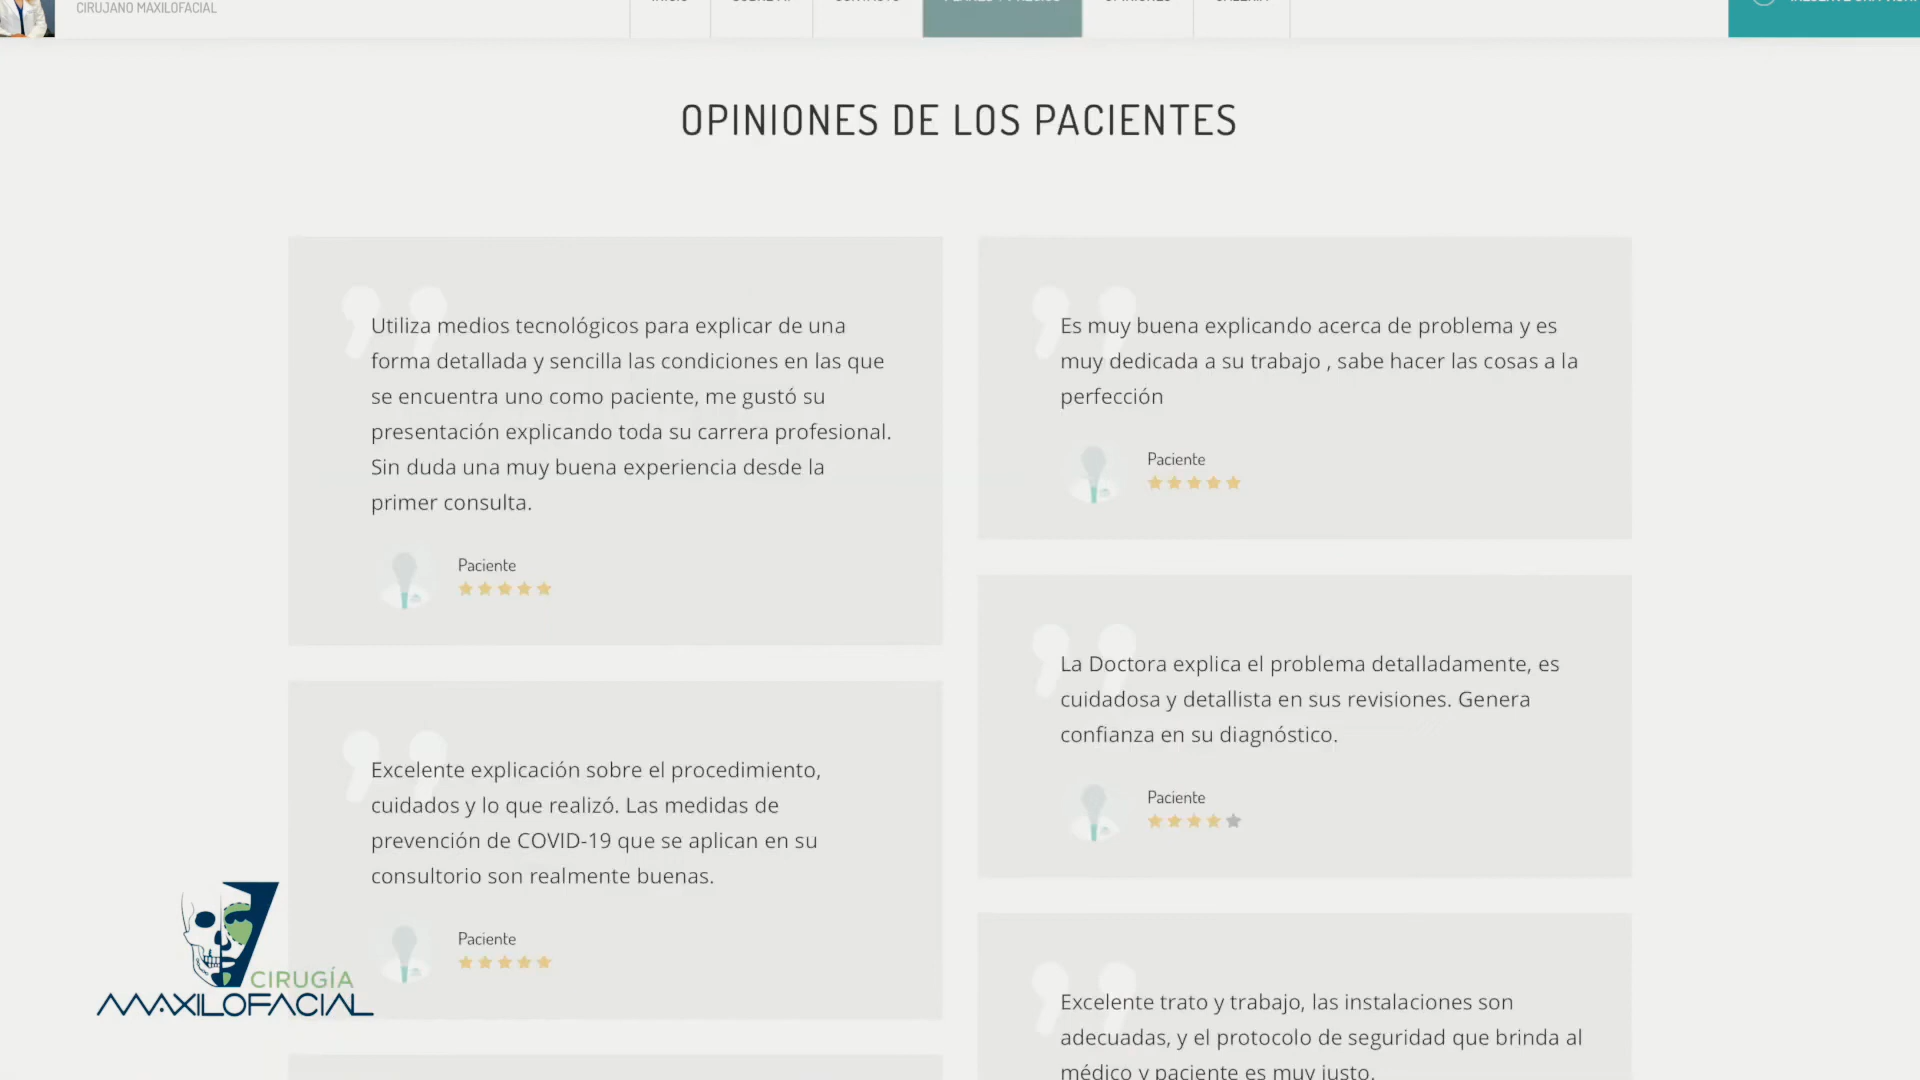 CIRUJANO MAXILOFACIAL
OPINIONES DE LOS PACIENTES
Utiliza medios tecnológicos para explicar de una
forma detallada y sencilla las condiciones en las que
se encuentra uno como paciente, me gustó su
presentación explicando toda su carrera profesional.
Sin duda una muy buena experiencia desde la
primer consulta.
Paciente
Excelente explicación sobre el procedimiento,
cuidados y lo que realizó. Las medidas de
prevención de COVID-19 que se aplican en su
consultorio son realmente buenas.
Paciente
Es muy buena explicando acerca de problema y es
muy dedicada a su trabajo , sabe hacer las cosas a la
perfección
Paciente
La Doctora explica el problema detalladamente, es
cuidadosa y detallista en sus revisiones. Genera
confianza en su diagnóstico.
Paciente
Excelente trato y trabajo, las instalaciones son
adecuadas, y el protocolo de seguridad que brinda al
médico y paciente es muy justo.
CIRUGÍA
MAXILOFACIAL